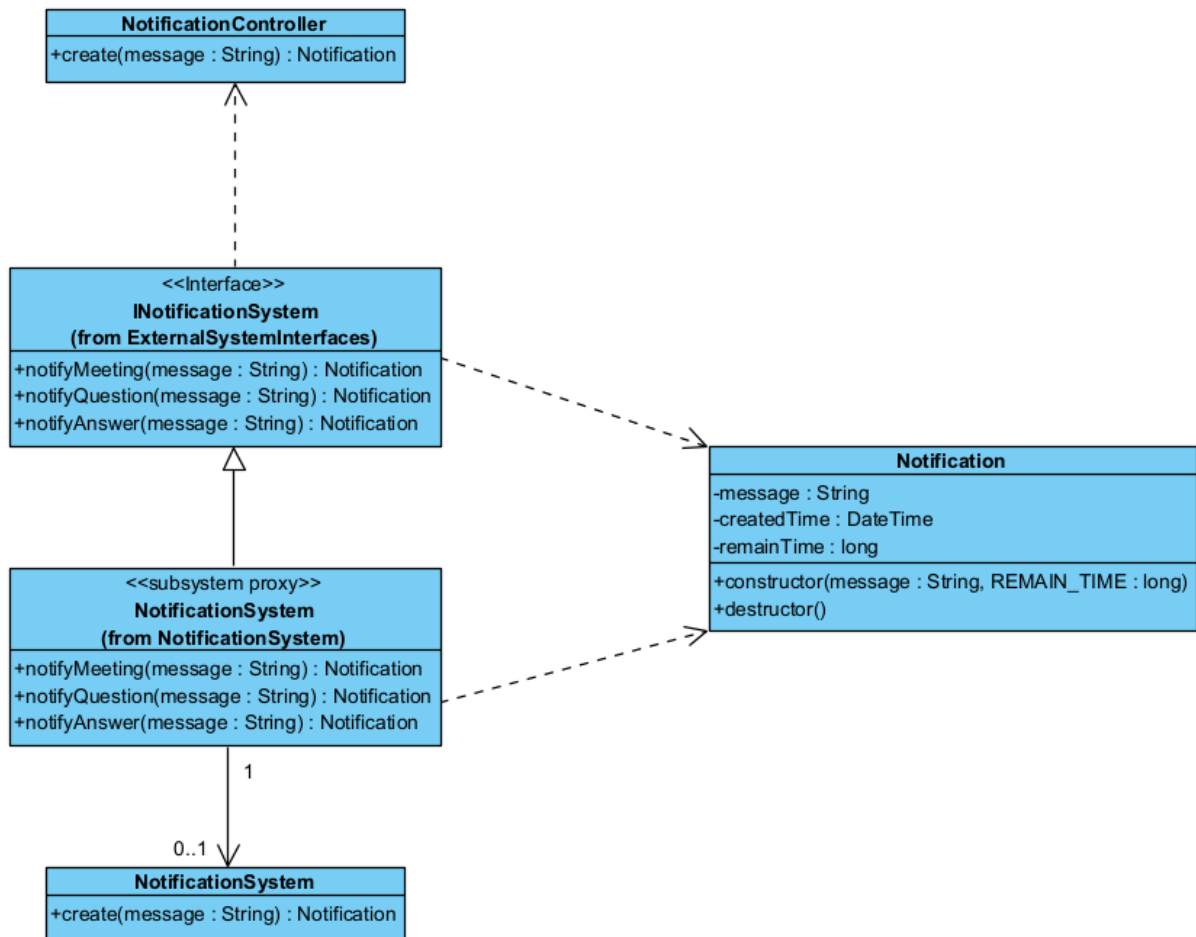 NotificationController
+create(message : String) : Notification
<<Interface>>
INotificationSystem
(from ExternalSystemInterfaces)
+notifyMeeting(message : String) : Notification
+notifyQuestion(message : String) : Notification
+notifyAnswer(message : String) : Notification
Notification
-message : String
-createdTime : DateTime
-remainTime : long
+constructor(message : String, REMAIN_TIME : long)
+destructor()
<<subsystem proxy>>
NotificationSystem
(from NotificationSystem)
+notifyMeeting(message : String) : Notification
+notifyQuestion(message : String) : Notification
+notifyAnswer(message : String) : Notification
1
0..1
NotificationSystem
+create(message : String) : Notification